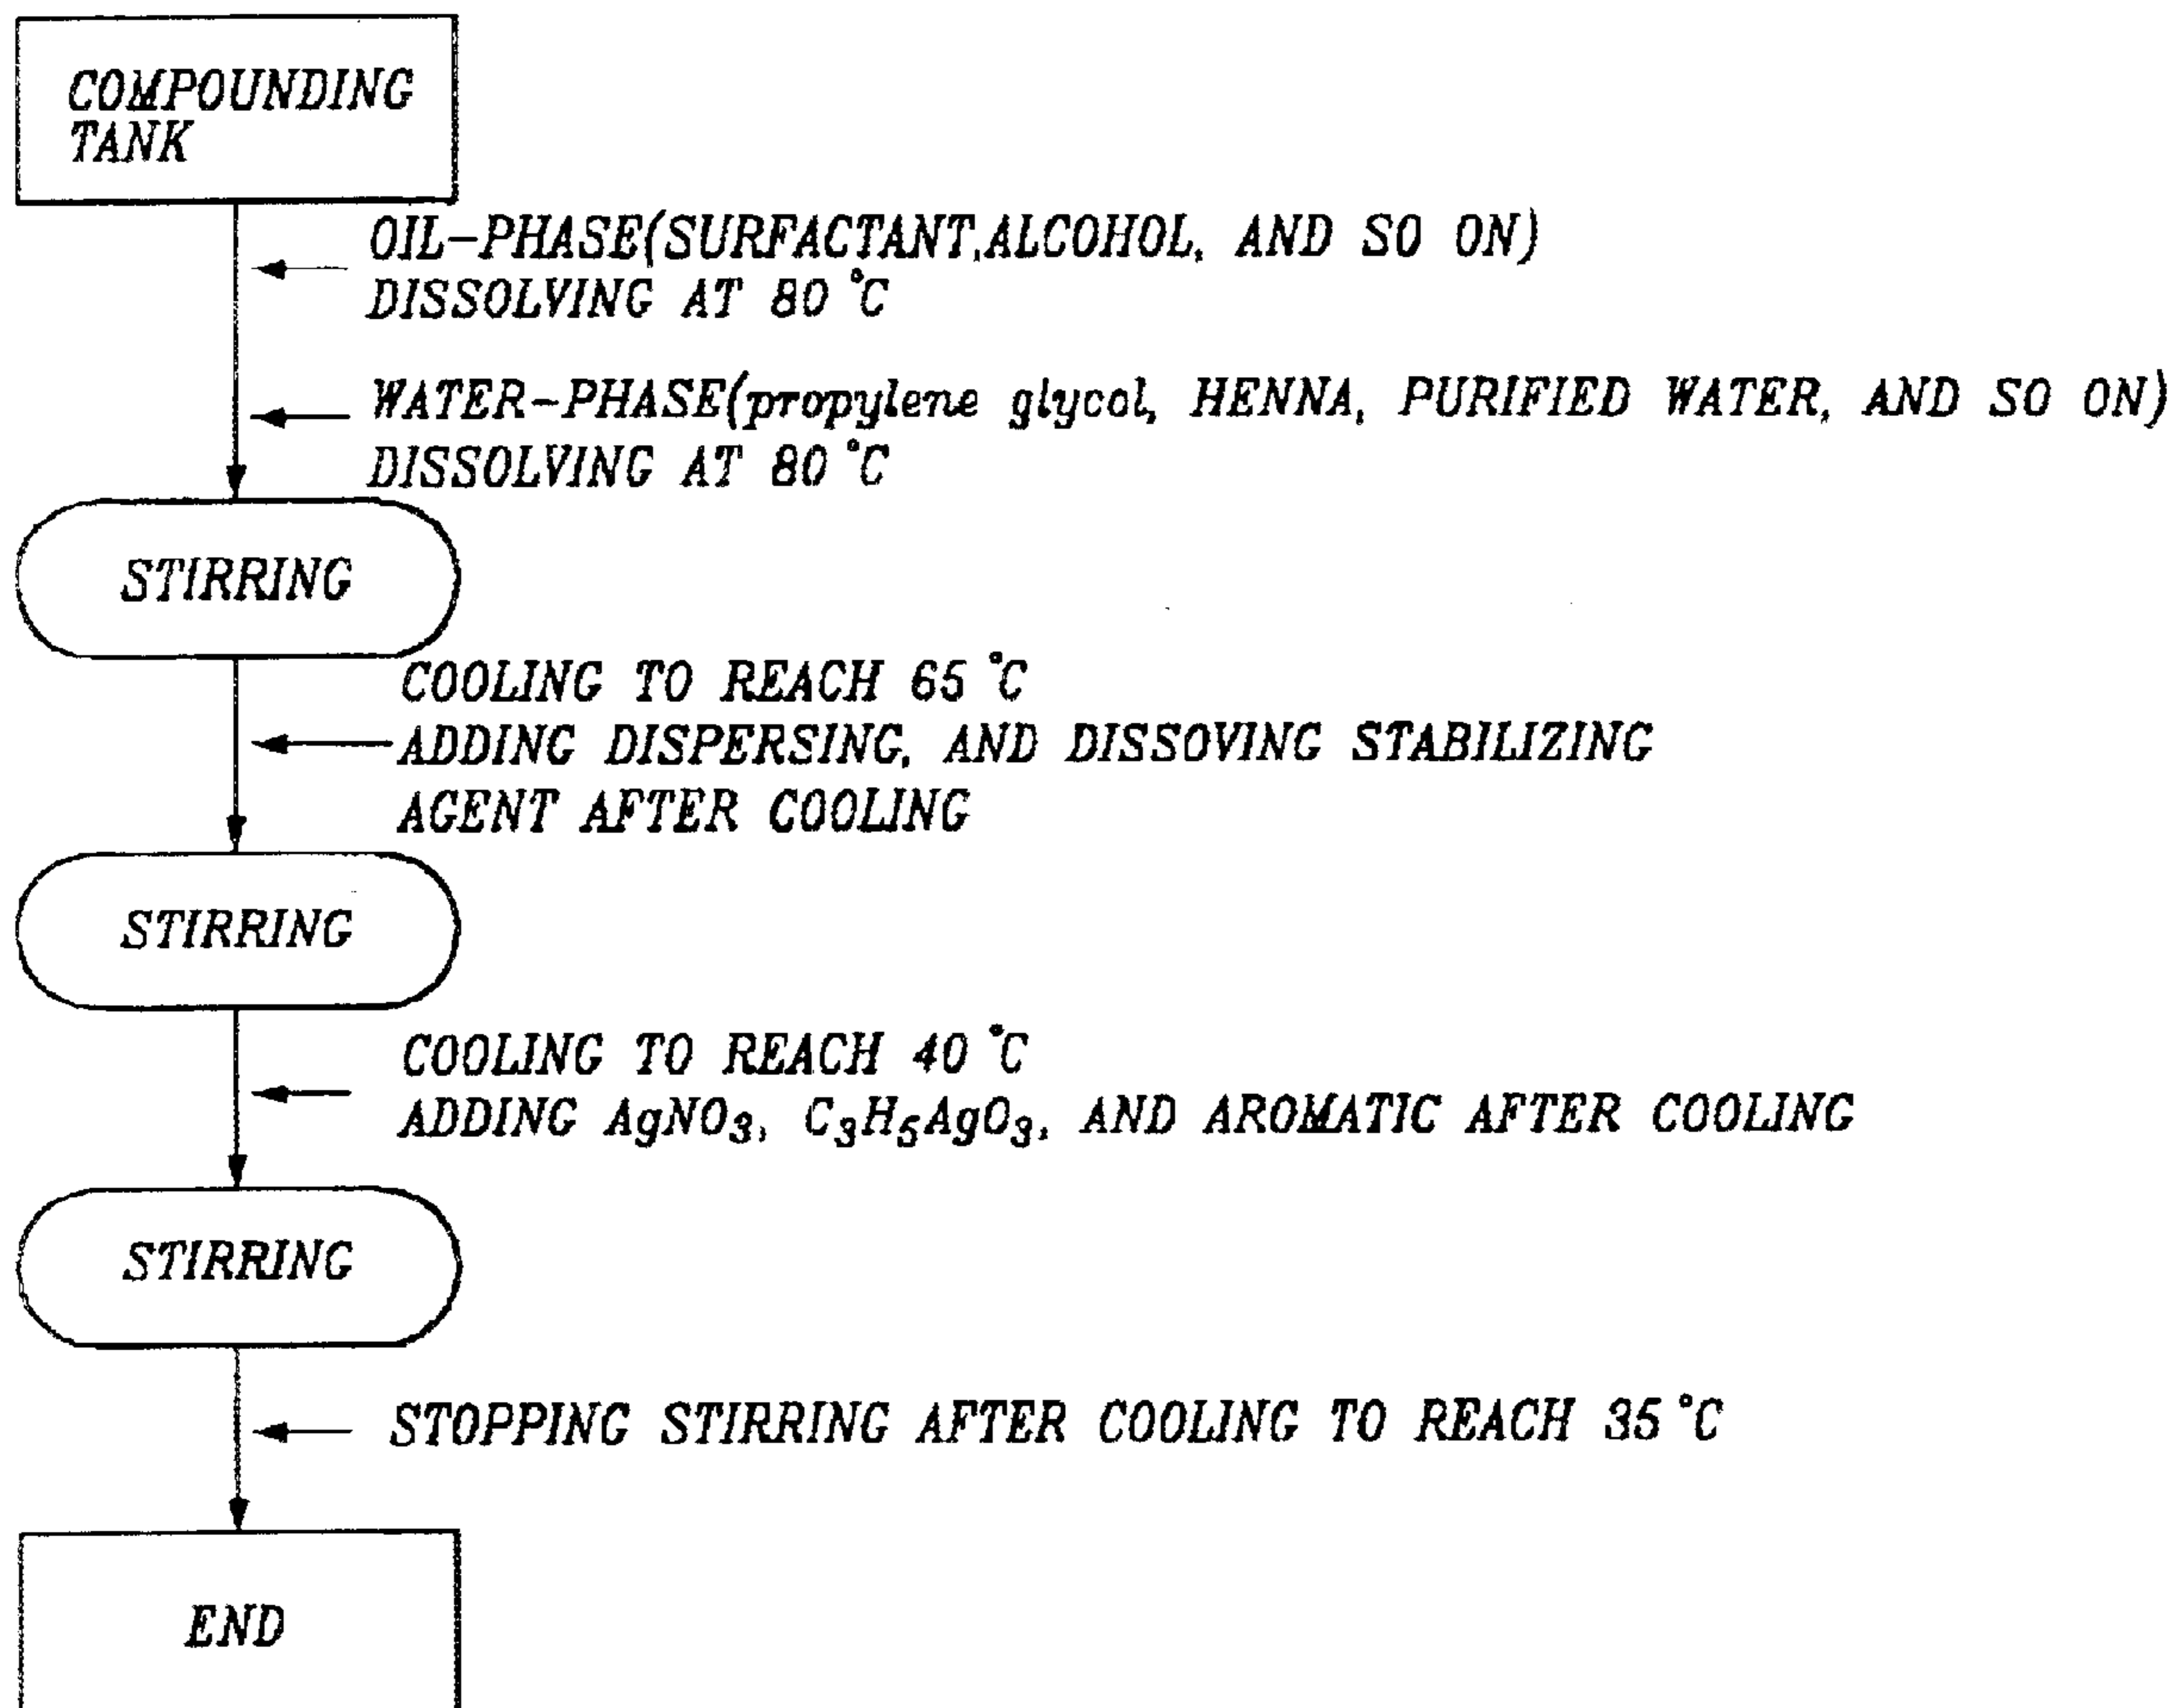 COMPOUNDING
TANK
OIL-PHASE(SURFACTANT,ALCOHOL, AND SO ON)
DISSOLVING AT 80 °C
WATER-PHASE(propylene glycol, HENNA, PURIFIED WATER, AND SO ON)
DISSOLVING AT 80 °C
STIRRING
COOLING TO REACH 65 °C
ADDING DISPERSING, AND DISSOVING STABILIZING
AGENT AFTER COOLING
STIRRING
COOLING TO REACH 40 °C
ADDING AgNO₃, C₃H₅AgO₃, AND AROMATIC AFTER COOLING
STIRRING
STOPPING STIRRING AFTER COOLING TO REACH 35 °C
END